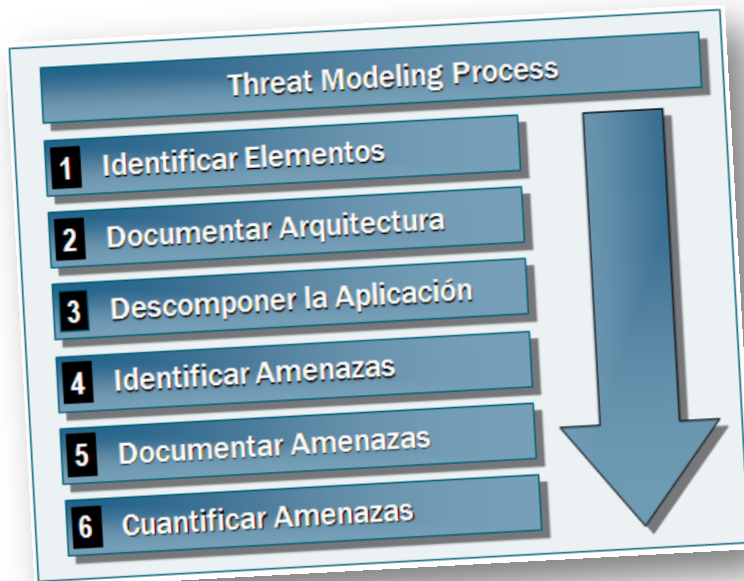 Threat Modeling Process
1 Identificar Elementos
2 Documentar Arquitectura
3 Descomponer la Aplicación
4 Identificar Amenazas
5 Documentar Amenazas
6 Cuantificar Amenazas